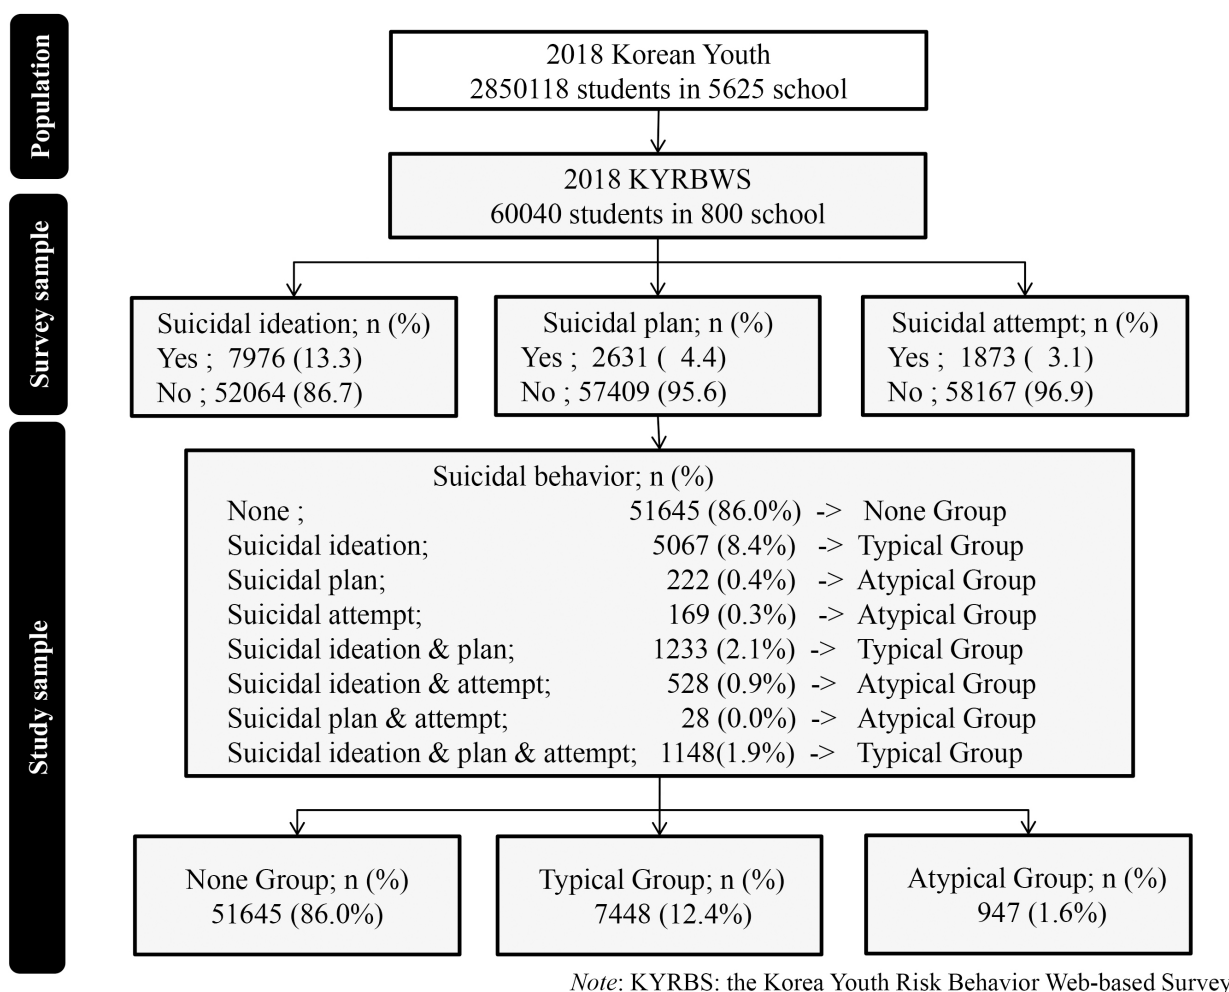 Population
2018 Korean Youth
2850118 students in 5625 school
2018 KYRBWS
60040 students in 800 school
Survey sample
Suicidal ideation; n (%)
Yes ; 7976 (13.3)
No ; 52064 (86.7)
Suicidal plan; n (%)
Yes ; 2631 ( 4.4)
No ; 57409 (95.6)
Suicidal attempt; n (%)
Yes ; 1873 ( 3.1)
No ; 58167 (96.9)
Study sample
Suicidal behavior; n (%)
None ; 51645 (86.0%) -> None Group
Suicidal ideation; 5067 (8.4%) -> Typical Group
Suicidal plan; 222 (0.4%) -> Atypical Group
Suicidal attempt; 169 (0.3%) -> Atypical Group
Suicidal ideation & plan; 1233 (2.1%) -> Typical Group
Suicidal ideation & attempt; 528 (0.9%) -> Atypical Group
Suicidal plan & attempt; 28 (0.0%) -> Atypical Group
Suicidal ideation & plan & attempt; 1148(1.9%) -> Typical Group
None Group; n (%)
51645 (86.0%)
Typical Group; n (%)
7448 (12.4%)
Atypical Group; n (%)
947 (1.6%)
Note: KYRBS: the Korea Youth Risk Behavior Web-based Survey